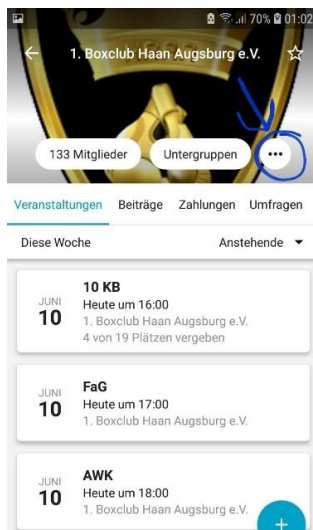 70% 01:02
1. Boxclub Haan Augsburg e.V.
133 Mitglieder Untergruppen
Veranstaltungen Beiträge Zahlungen Umfragen
Diese Woche Anstehende
JUNI
10
10 KB
Heute um 16:00
1. Boxclub Haan Augsburg e.V.
4 von 19 Plätzen vergeben
JUNI
10
FaG
Heute um 17:00
1. Boxclub Haan Augsburg e.V.
JUNI
10
AWK
Heute um 18:00
1. Boxclub Haan Augsburg e.V.